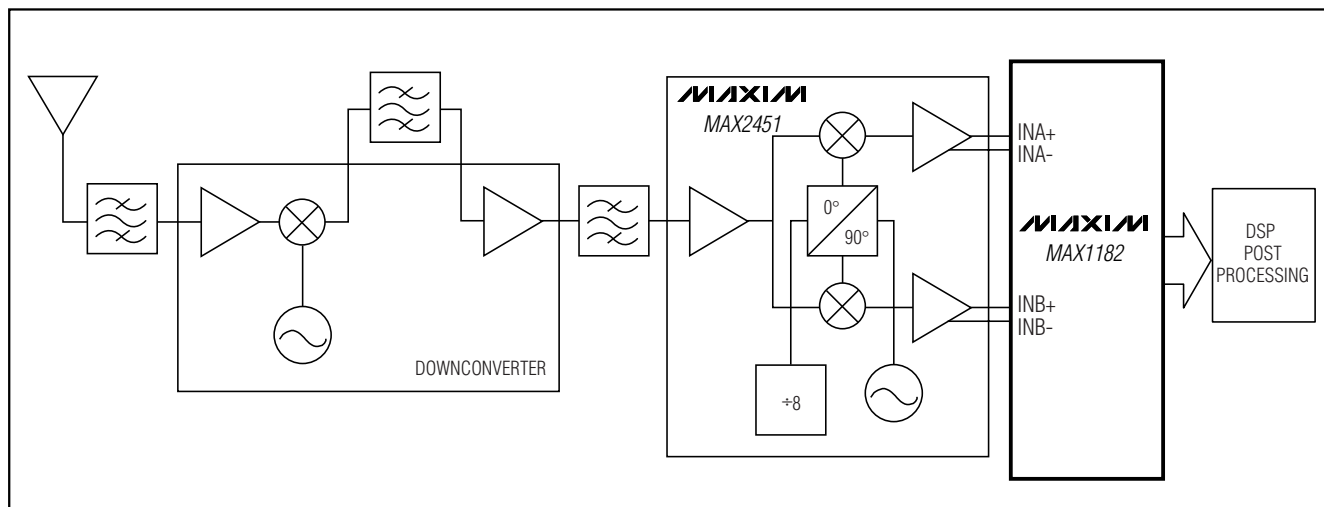 DOWNCONVERTER
MAXIM
MAX2451
0°
90°
÷8
INA+
INA-
MAXIM
MAX1182
INB+
INB-
DSP
POST
PROCESSING